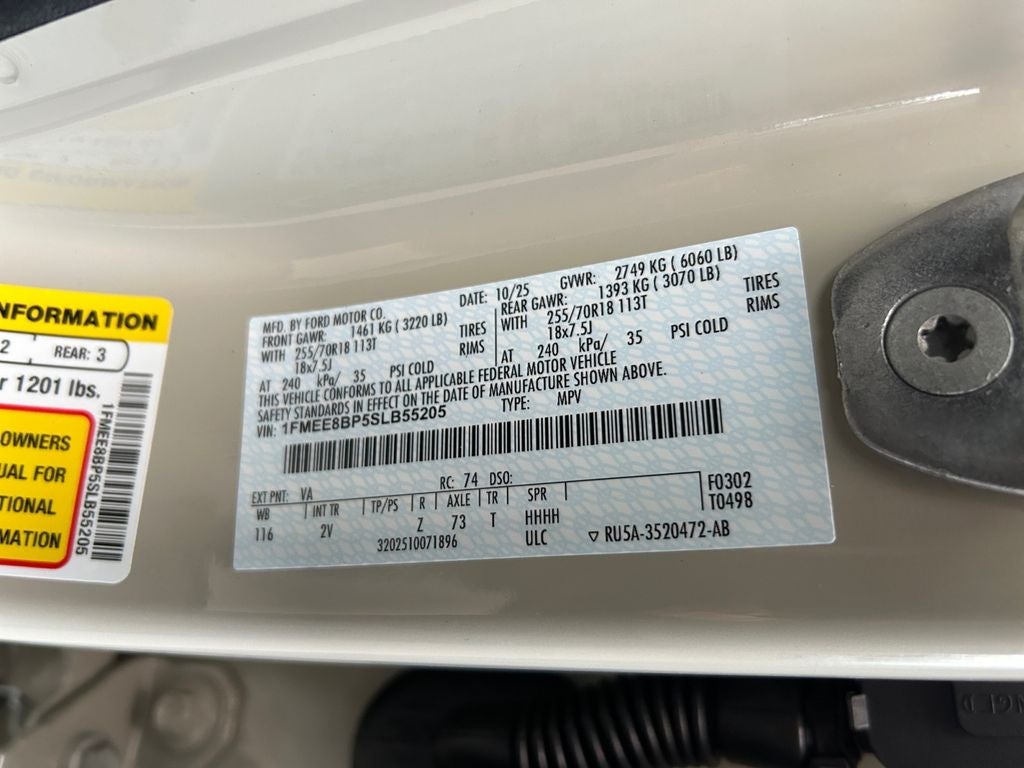 NFORMATION
2 REAR: 3
r 1201 lbs.
OWNERS
UAL FOR
TIONAL
MATION
1FMEE8BP5SLB55205
MFD. BY FORD MOTOR CO. DATE: 10/25 GVWR: 2749 KG ( 6060 LB)
FRONT GAWR: 1461 KG ( 3220 LB) REAR GAWR: 1393 KG ( 3070 LB)
WITH 255/70R18 113T TIRES WITH 255/70R18 113T TIRES
18x7.5J RIMS 18x7.5J RIMS
AT 240 kPa/ 35 PSI COLD AT 240 kPa/ 35 PSI COLD
THIS VEHICLE CONFORMS TO ALL APPLICABLE FEDERAL MOTOR VEHICLE
SAFETY STANDARDS IN EFFECT ON THE DATE OF MANUFACTURE SHOWN ABOVE.
VIN: 1FMEE8BP5SLB55205 TYPE: MPV
EXT PNT: VA RC: 74 DSO: F0302
WB INT TR TP/PS R AXLE TR SPR T0498
116 2V Z 73 T HHHH
3202510071896 ULC ▽ RU5A-3520472-AB